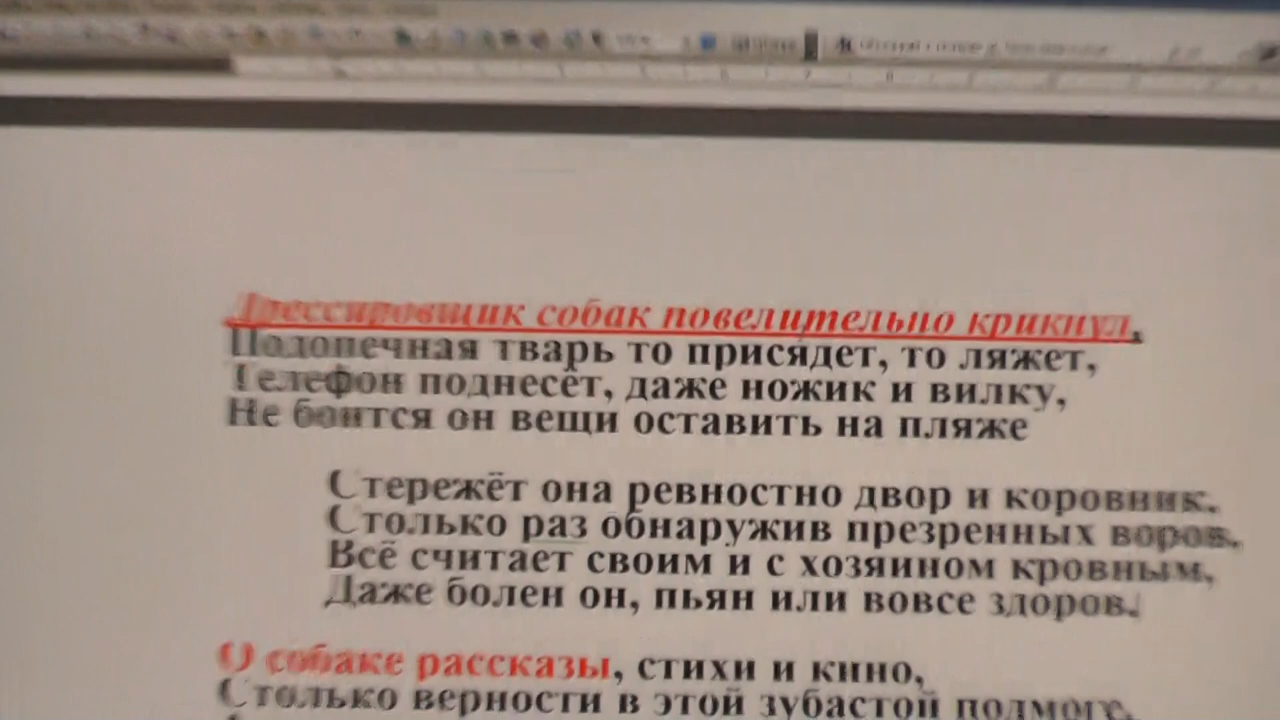 Дрессировщик собак повелительно крикнул,
Подопечная тварь то присядет, то ляжет,
Телефон поднесёт, даже ножик и вилку,
Не боится он вещи оставить на пляже
Стережёт она ревностно двор и коровник.
Столько раз обнаружив презренных воров.
Всё считает своим и с хозяином кровным,
Даже болен он, пьян или вовсе здоров.
О собаке рассказы, стихи и кино,
Столько верности в этой зубастой подмоге,